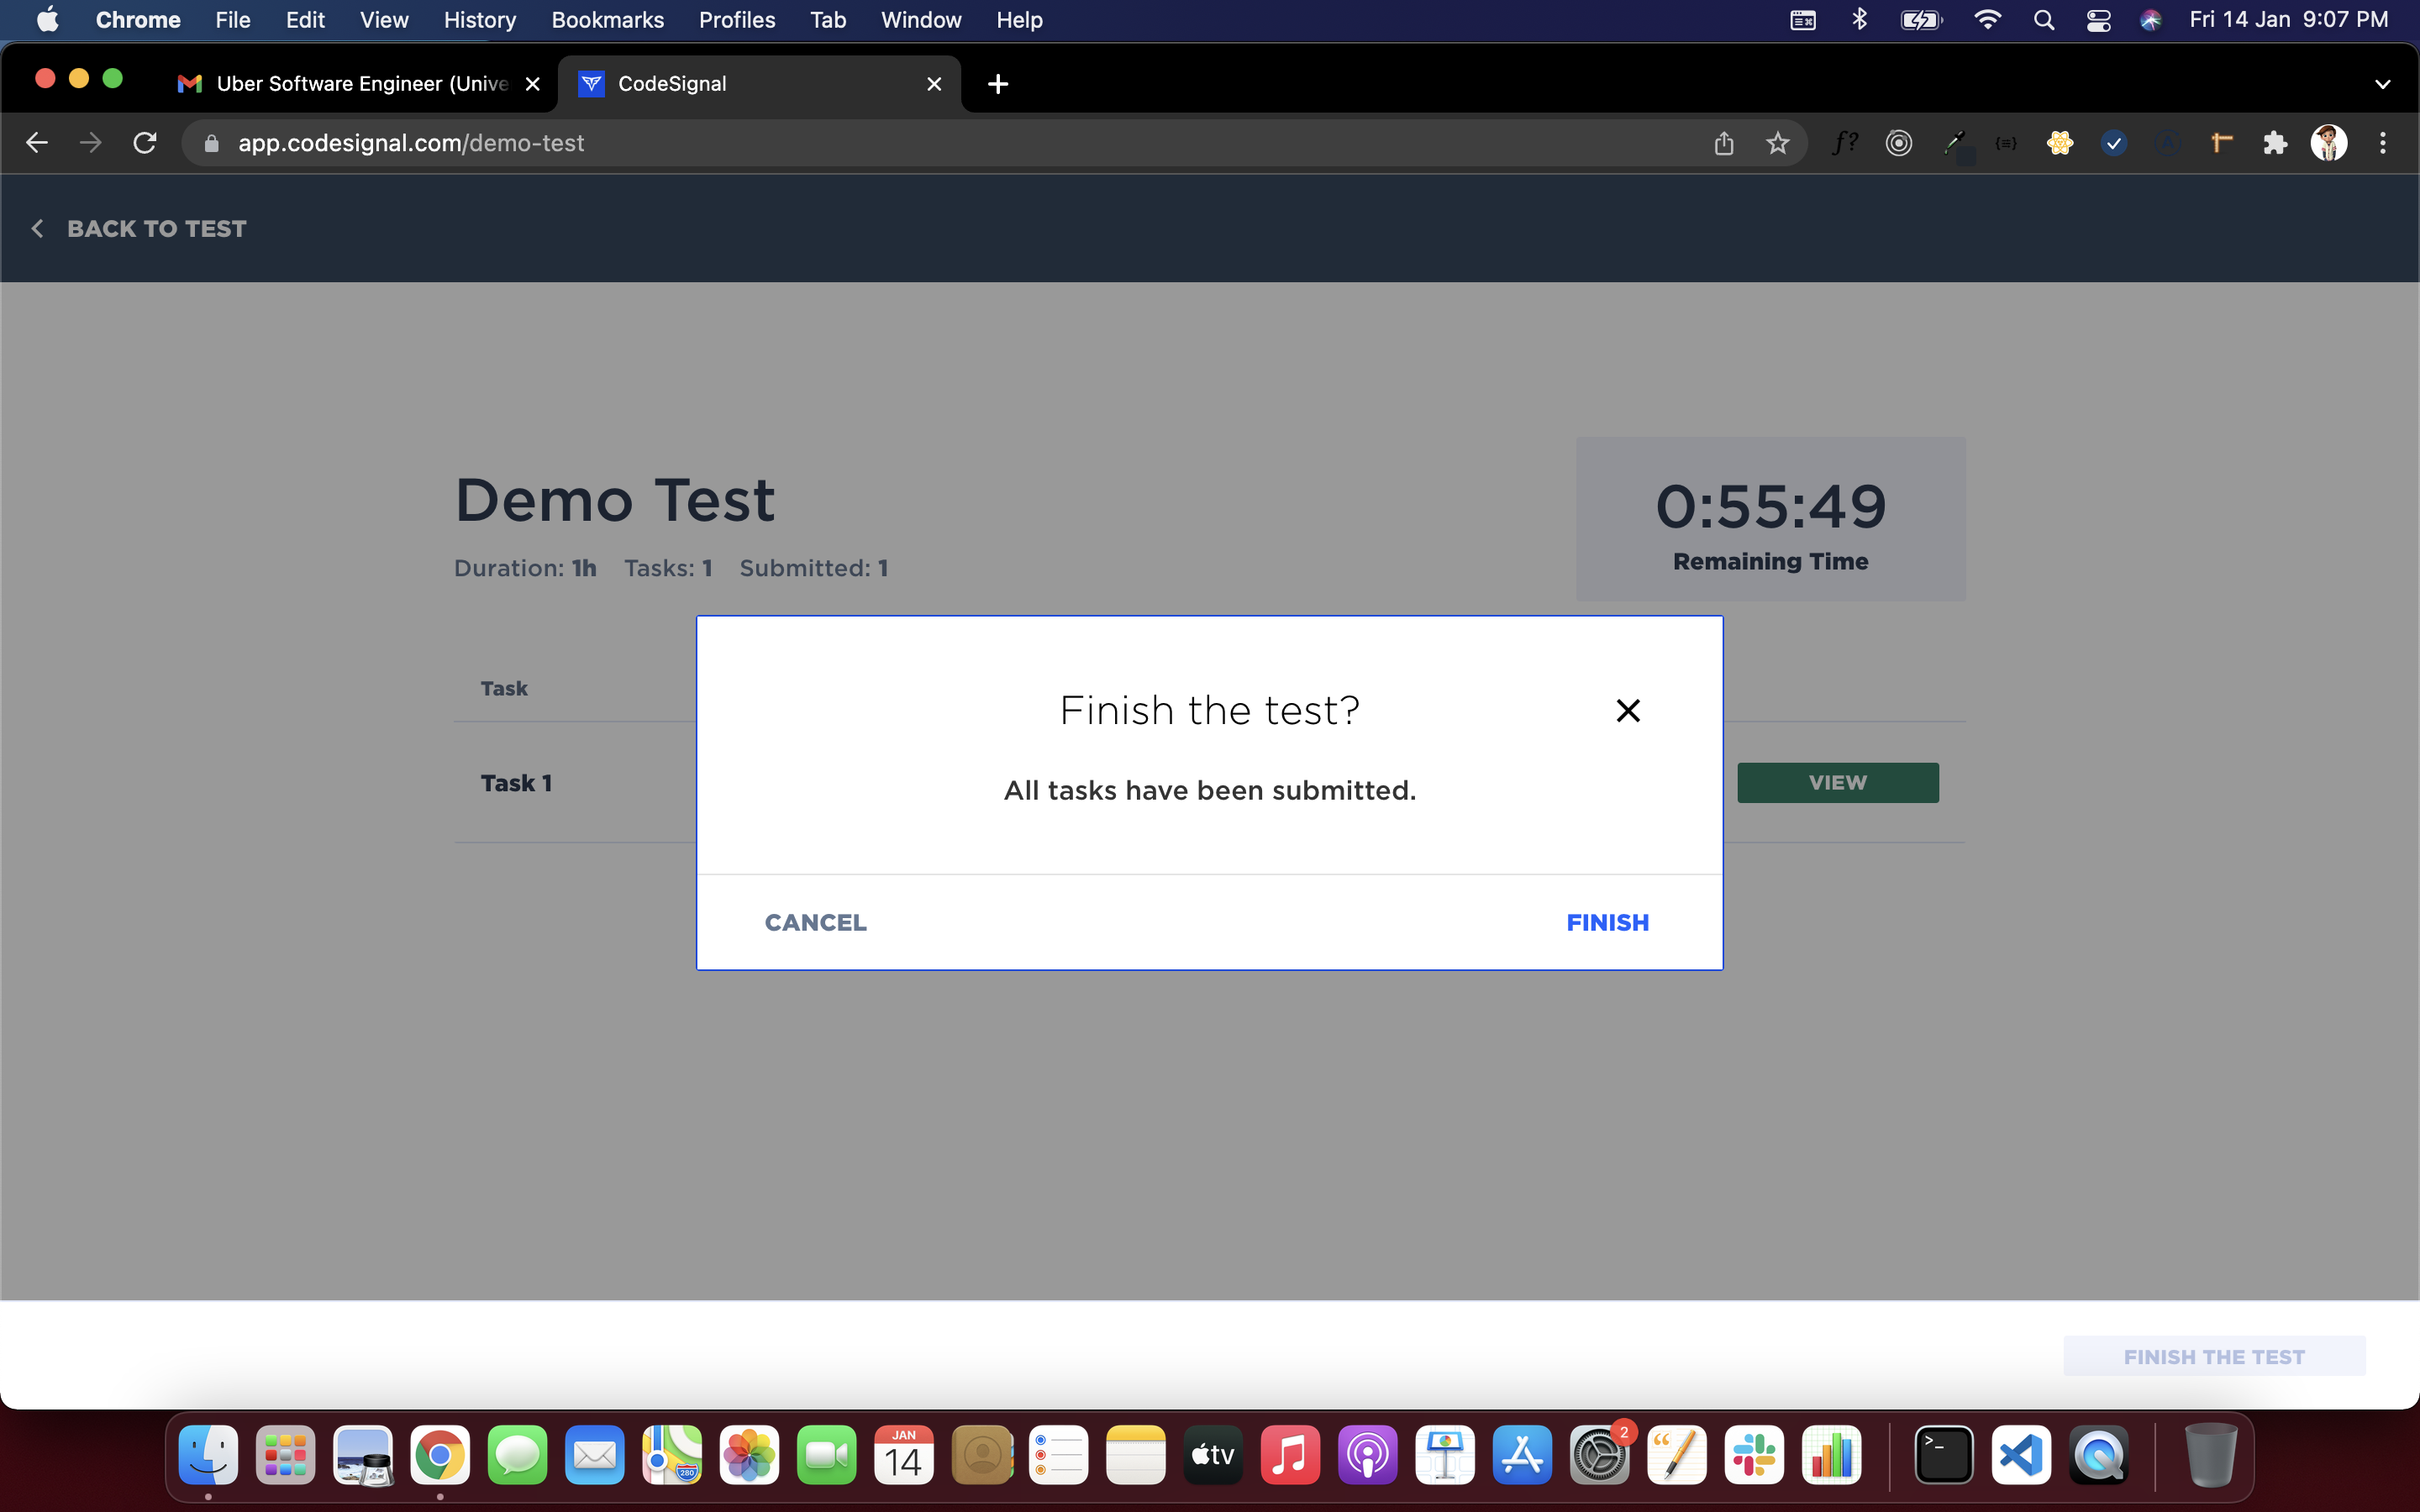 Chrome File Edit View History Bookmarks Profiles Tab Window Help Fri 14 Jan 9:07 PM
Uber Software Engineer (Unive CodeSignal
app.codesignal.com/demo-test
BACK TO TEST
Demo Test
0:55:49
Remaining Time
Duration: 1h Tasks: 1 Submitted: 1
Task
Finish the test?
Task 1
All tasks have been submitted.
VIEW
CANCEL FINISH
FINISH THE TEST
JAN
14
280
tv
2
>_